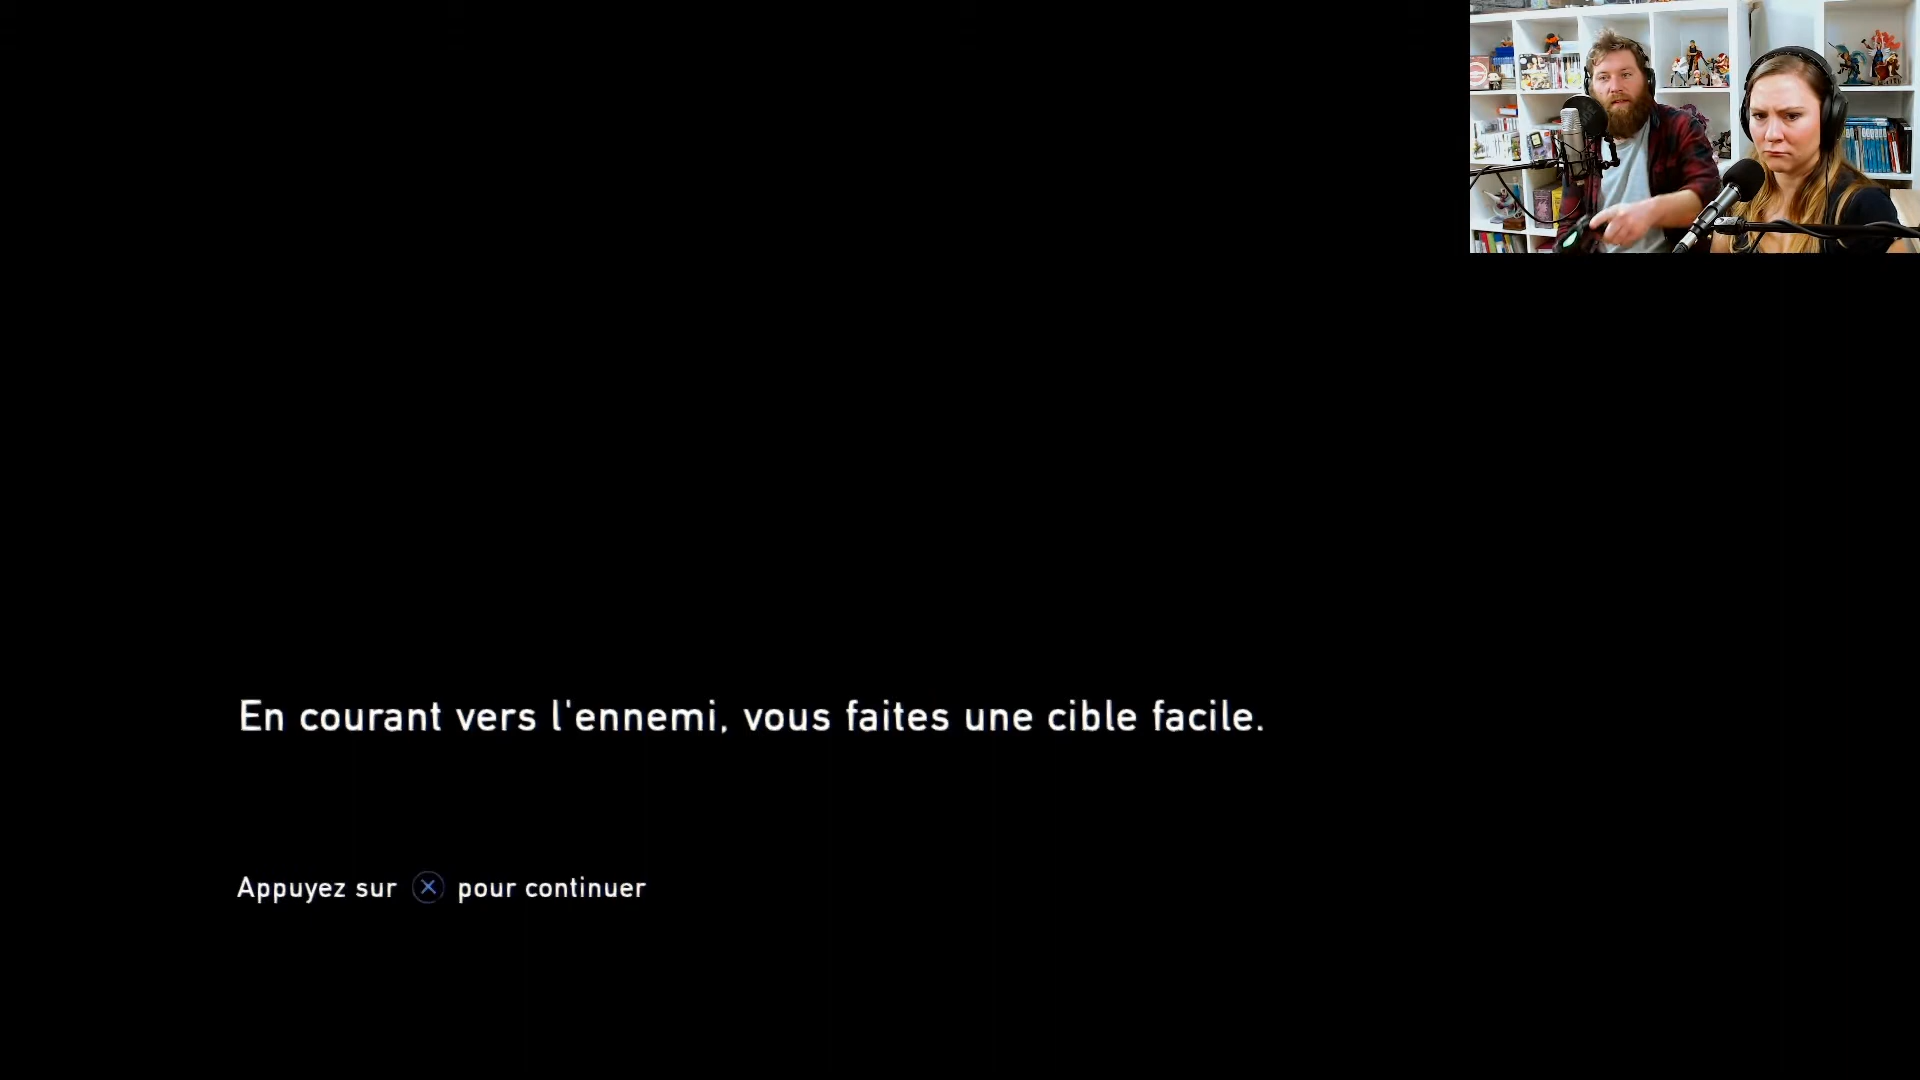 En courant vers l'ennemi, vous faites une cible facile.
Appuyez sur ⓧ pour continuer